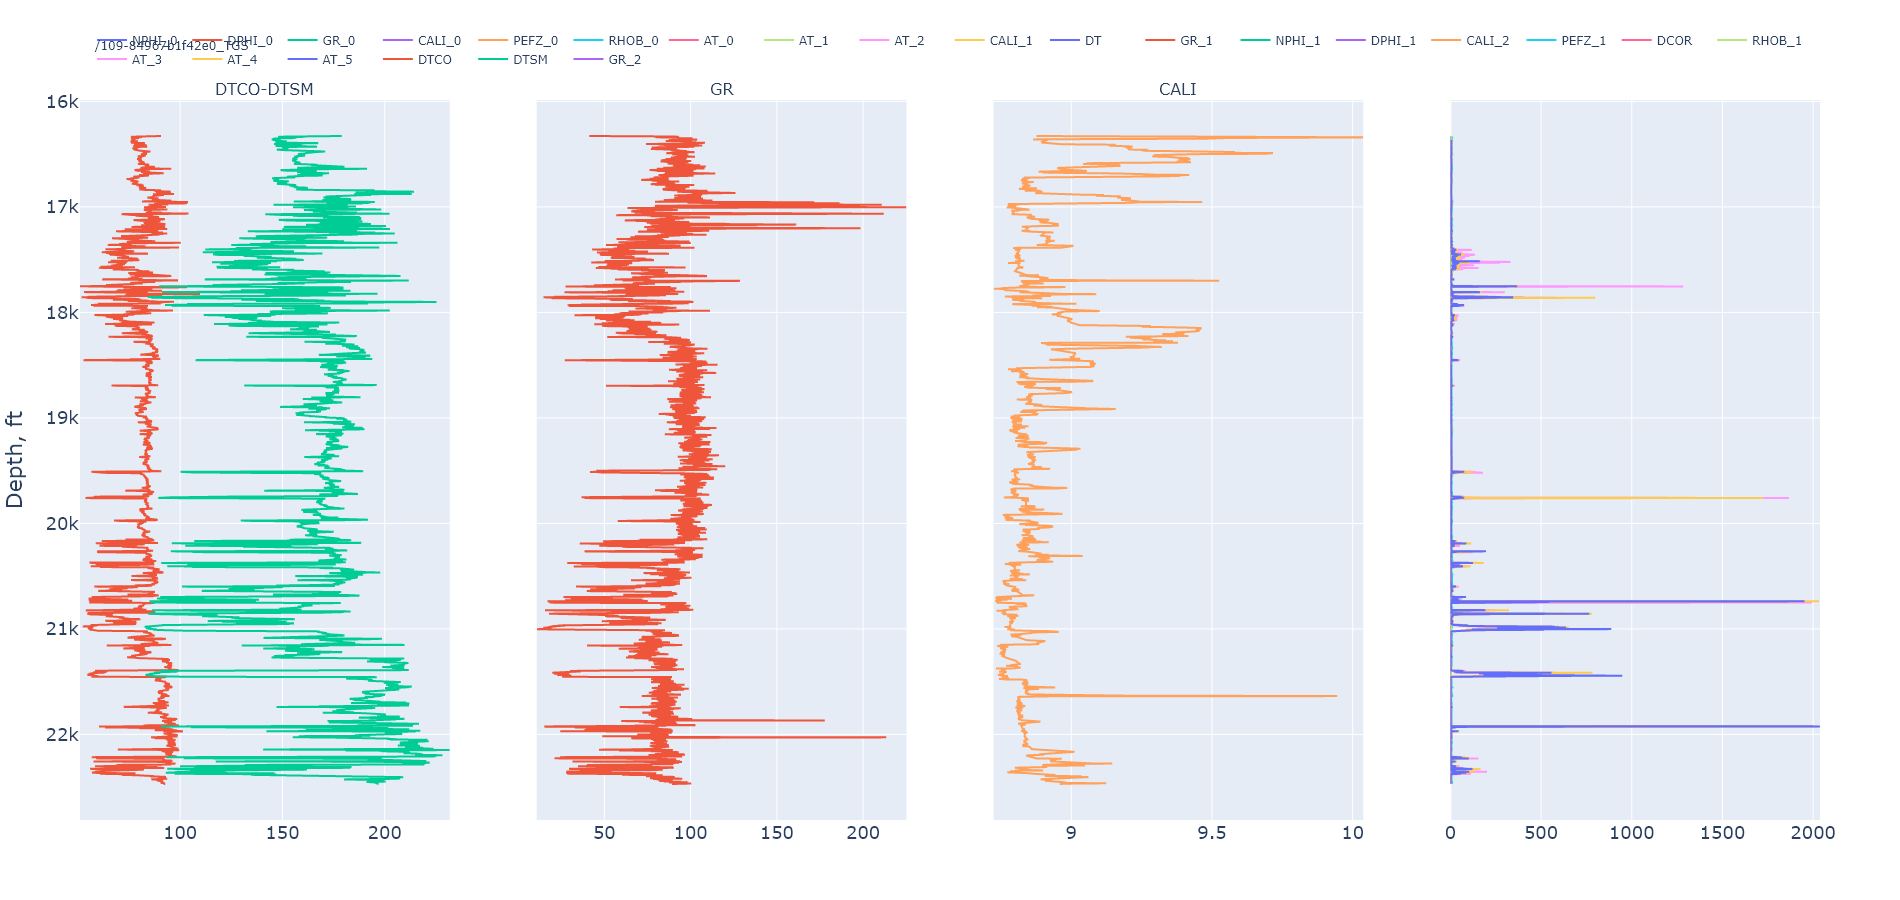 NPHI_0 DPHI_0 GR_0 CALI_0 PEFZ_0 RHOB_0 AT_0 AT_1 AT_2 CALI_1 DT GR_1 NPHI_1 DPHI_1 CALI_2 PEFZ_1 DCOR RHOB_1
/109-84967b1f42e0_TGS
AT_3 AT_4 AT_5 DTCO DTSM GR_2
DTCO-DTSM GR CALI
16k
17k
18k
19k
20k
21k
22k
Depth, ft
100 150 200 50 100 150 200 9 9.5 10 0 500 1000 1500 2000